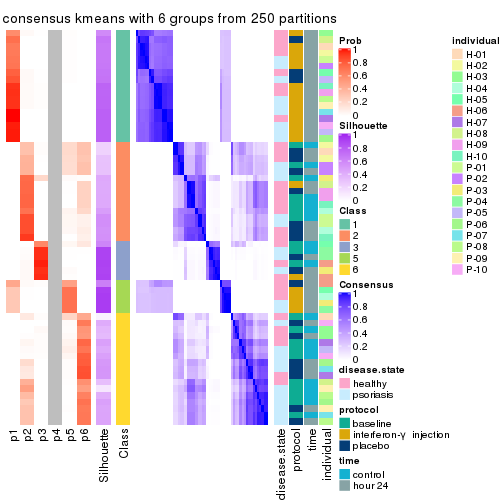 consensus kmeans with 6 groups from 250 partitions
Prob
1
0.8
0.6
0.4
0.2
0
Silhouette
1
0.8
0.6
0.4
0.2
0
Class
1
2
3
5
6
Consensus
1
0.8
0.6
0.4
0.2
0
disease.state
healthy
psoriasis
protocol
baseline
interferon-γ injection
placebo
time
control
hour 24
individual
H-01
H-02
H-03
H-04
H-05
H-06
H-07
H-09
H-10
P-01
P-02
P-03
P-04
P-05
P-06
P-07
P-08
P-09
P-10
p1
p2
p3
p4
p5
p6
Silhouette
Class
disease.state
protocol
time
individual